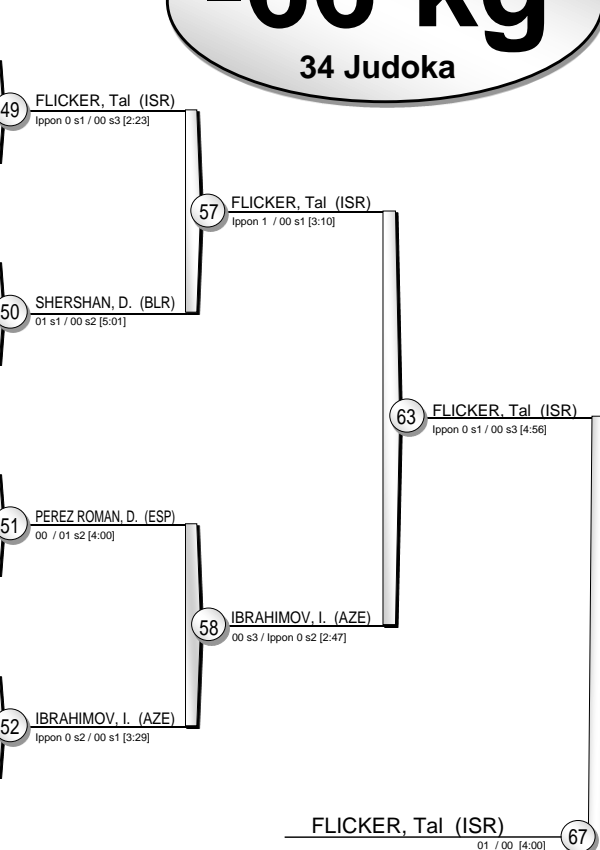 kg
34 Judoka
49
FLICKER, Tal (ISR)
Ippon 0 s1 / 00 s3 [2:23]
57
FLICKER, Tal (ISR)
Ippon 1 / 00 s1 [3:10]
50
SHERSHAN, D. (BLR)
01 s1 / 00 s2 [5:01]
63
FLICKER, Tal (ISR)
Ippon 0 s1 / 00 s3 [4:56]
51
PEREZ ROMAN, D. (ESP)
00 / 01 s2 [4:00]
58
IBRAHIMOV, I. (AZE)
00 s3 / Ippon 0 s2 [2:47]
52
IBRAHIMOV, I. (AZE)
Ippon 0 s2 / 00 s1 [3:29]
FLICKER, Tal (ISR)
67
01 / 00 [4:00]